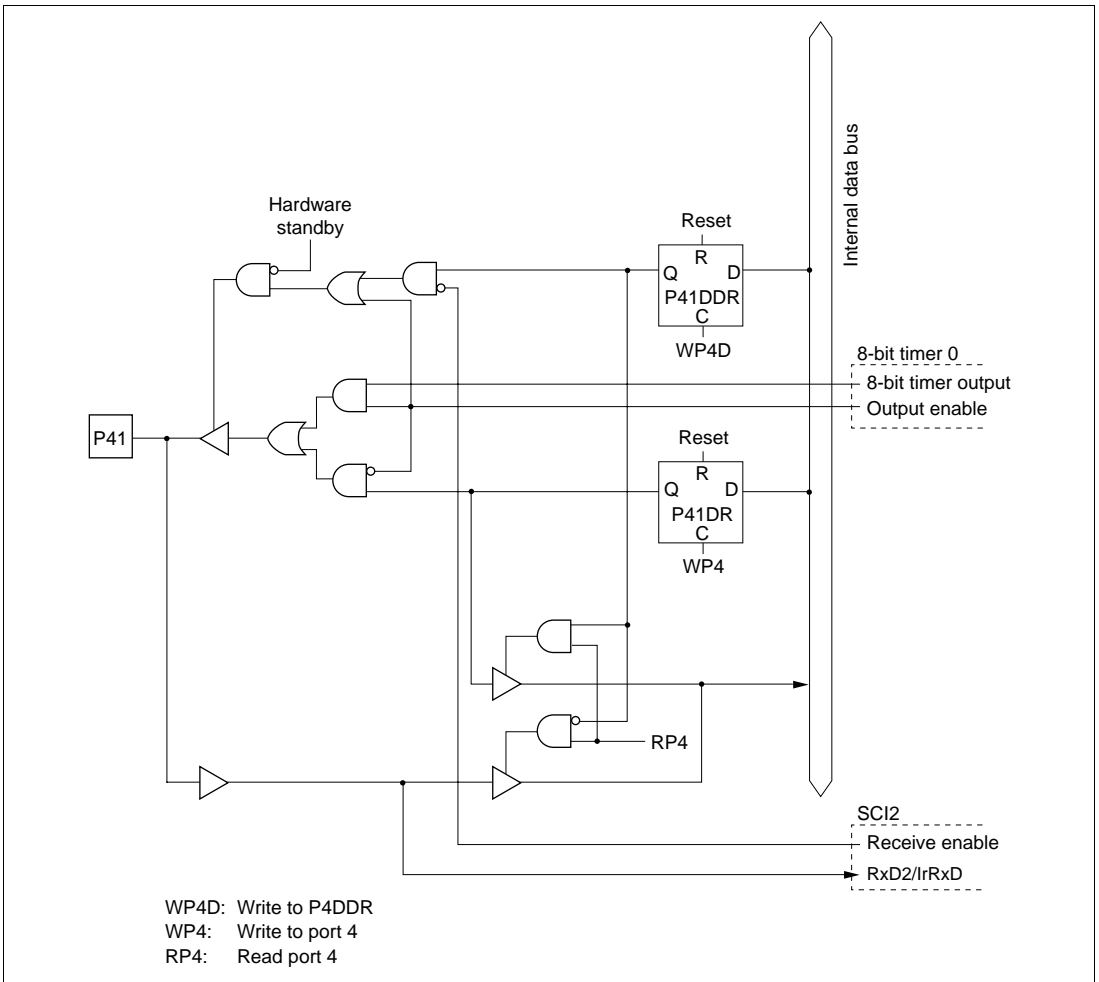 Hardware
standby
Reset
R
Q
D
P41DDR
C
WP4D
Internal data bus
8-bit timer 0
8-bit timer output
Output enable
P41
Reset
R
Q
D
P41DR
C
WP4
RP4
SCI2
Receive enable
RxD2/IrRxD
WP4D: Write to P4DDR
WP4: Write to port 4
RP4: Read port 4